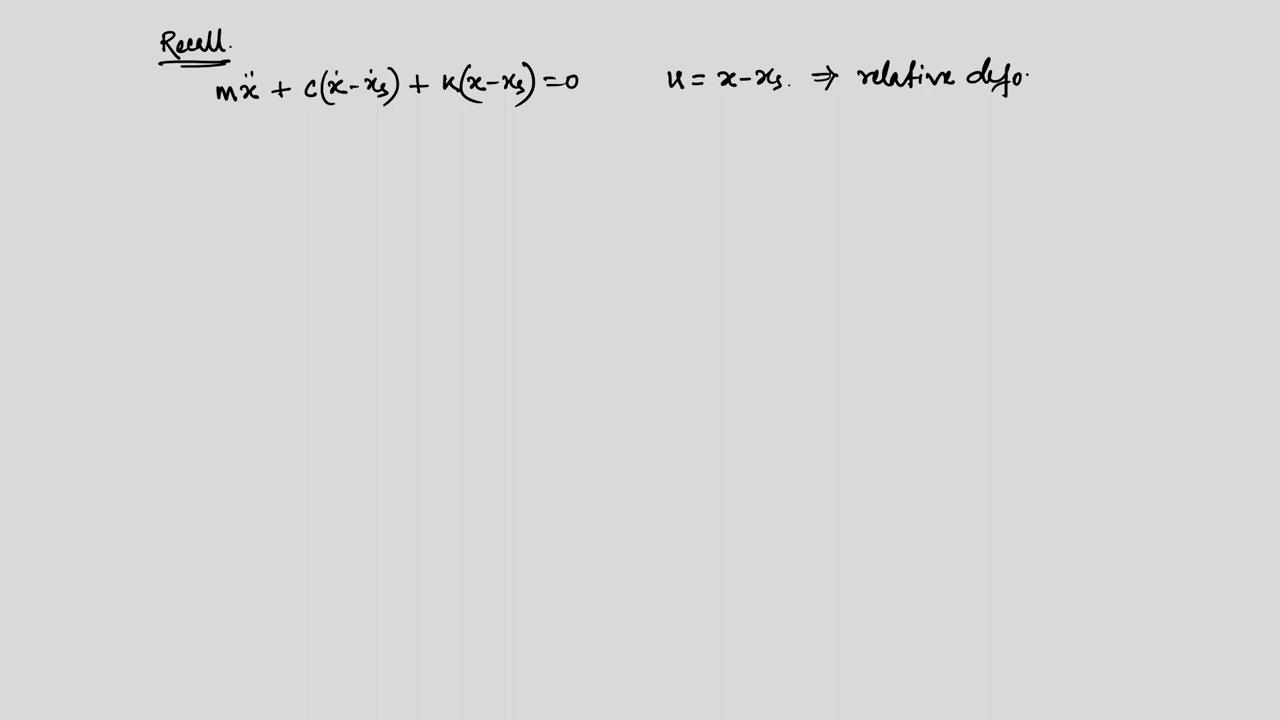 Recall.
mẍ + c(ẋ-ẋs) + k(x-xs) = 0 u = x-xs. ⇒ relative defo.